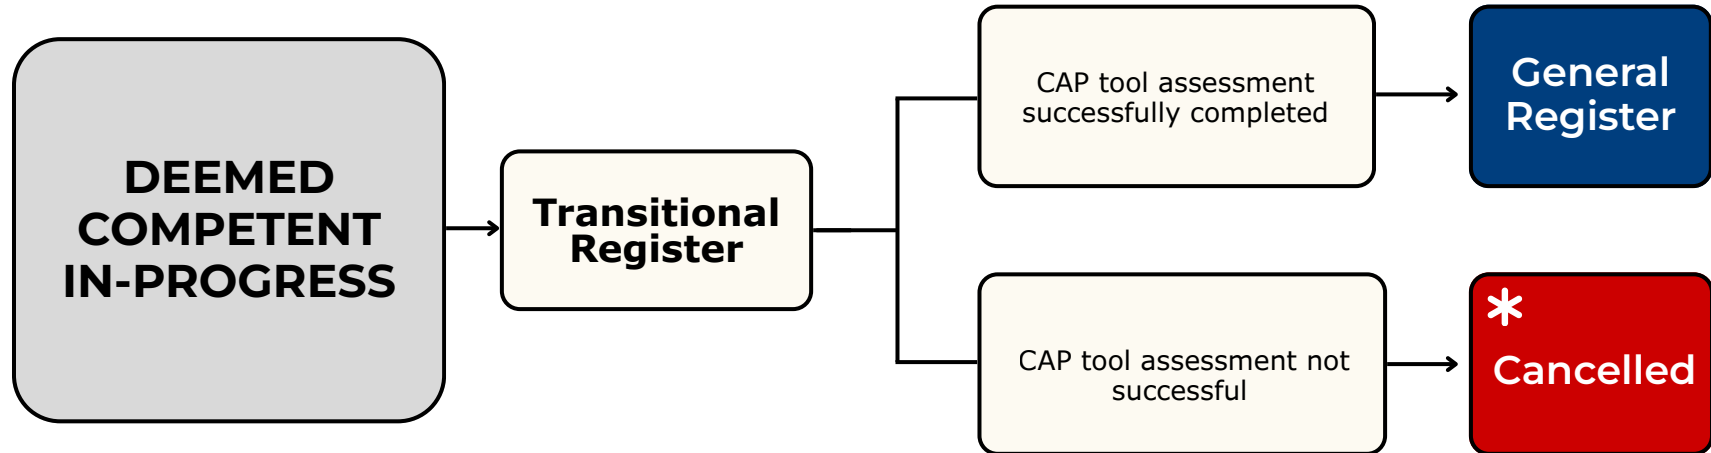 DEEMED
COMPETENT
IN-PROGRESS
Transitional
Register
CAP tool assessment
successfully completed
General
Register
CAP tool assessment not
successful
*
Cancelled